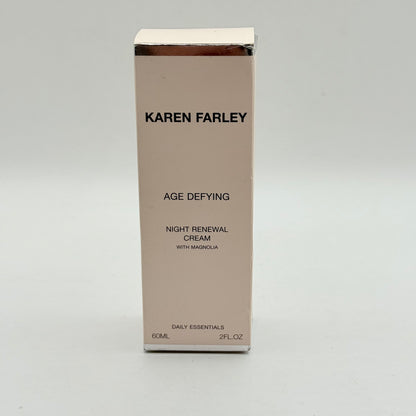 KAREN FARLEY
AGE DEFYING
NIGHT RENEWAL
CREAM
WITH MAGNOLIA
DAILY ESSENTIALS
60ML 2FL.OZ